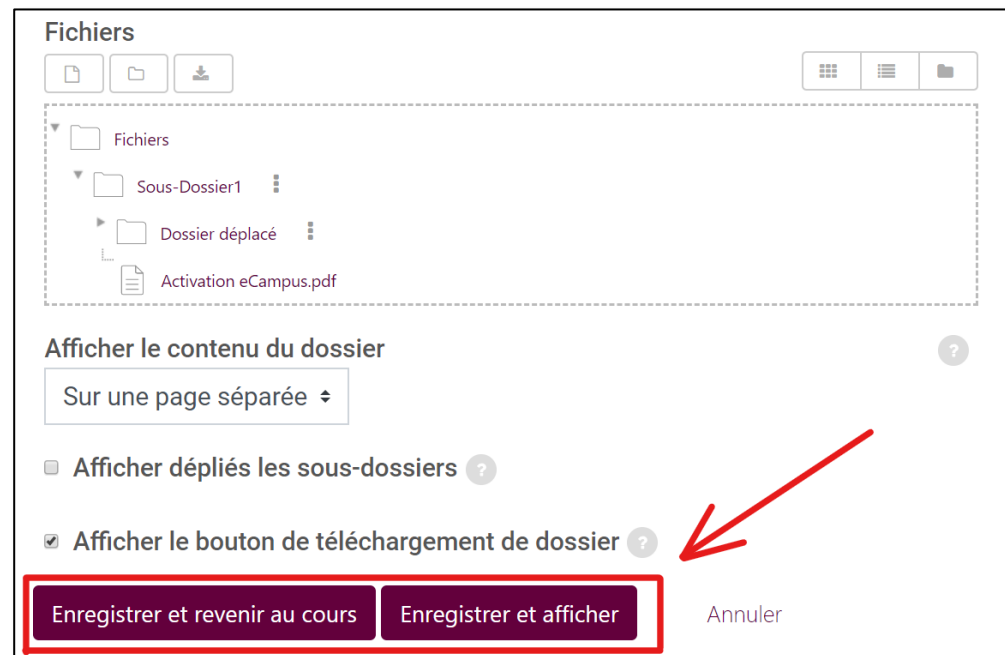 Fichiers
Fichiers
Sous-Dossier1
Dossier déplacé
Activation eCampus.pdf
Afficher le contenu du dossier ?
Sur une page séparée
Afficher dépliés les sous-dossiers ?
Afficher le bouton de téléchargement de dossier ?
Enregistrer et revenir au cours Enregistrer et afficher Annuler